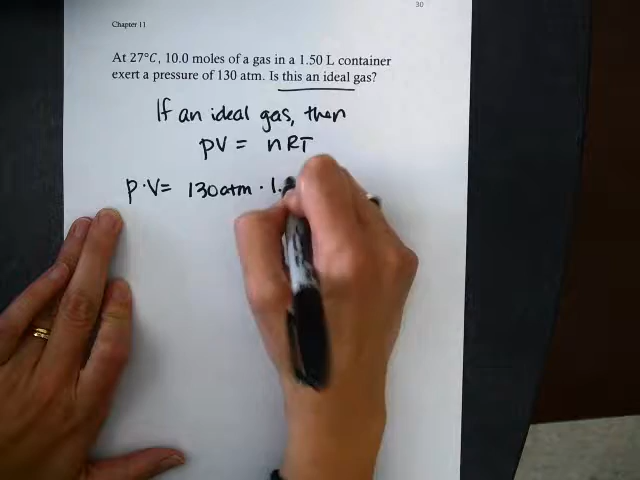 30
Chapter 11
At 27°C, 10.0 moles of a gas in a 1.50 L container
exert a pressure of 130 atm. Is this an ideal gas?
If an ideal gas, then
PV = nRT
P·V= 130atm · 1.